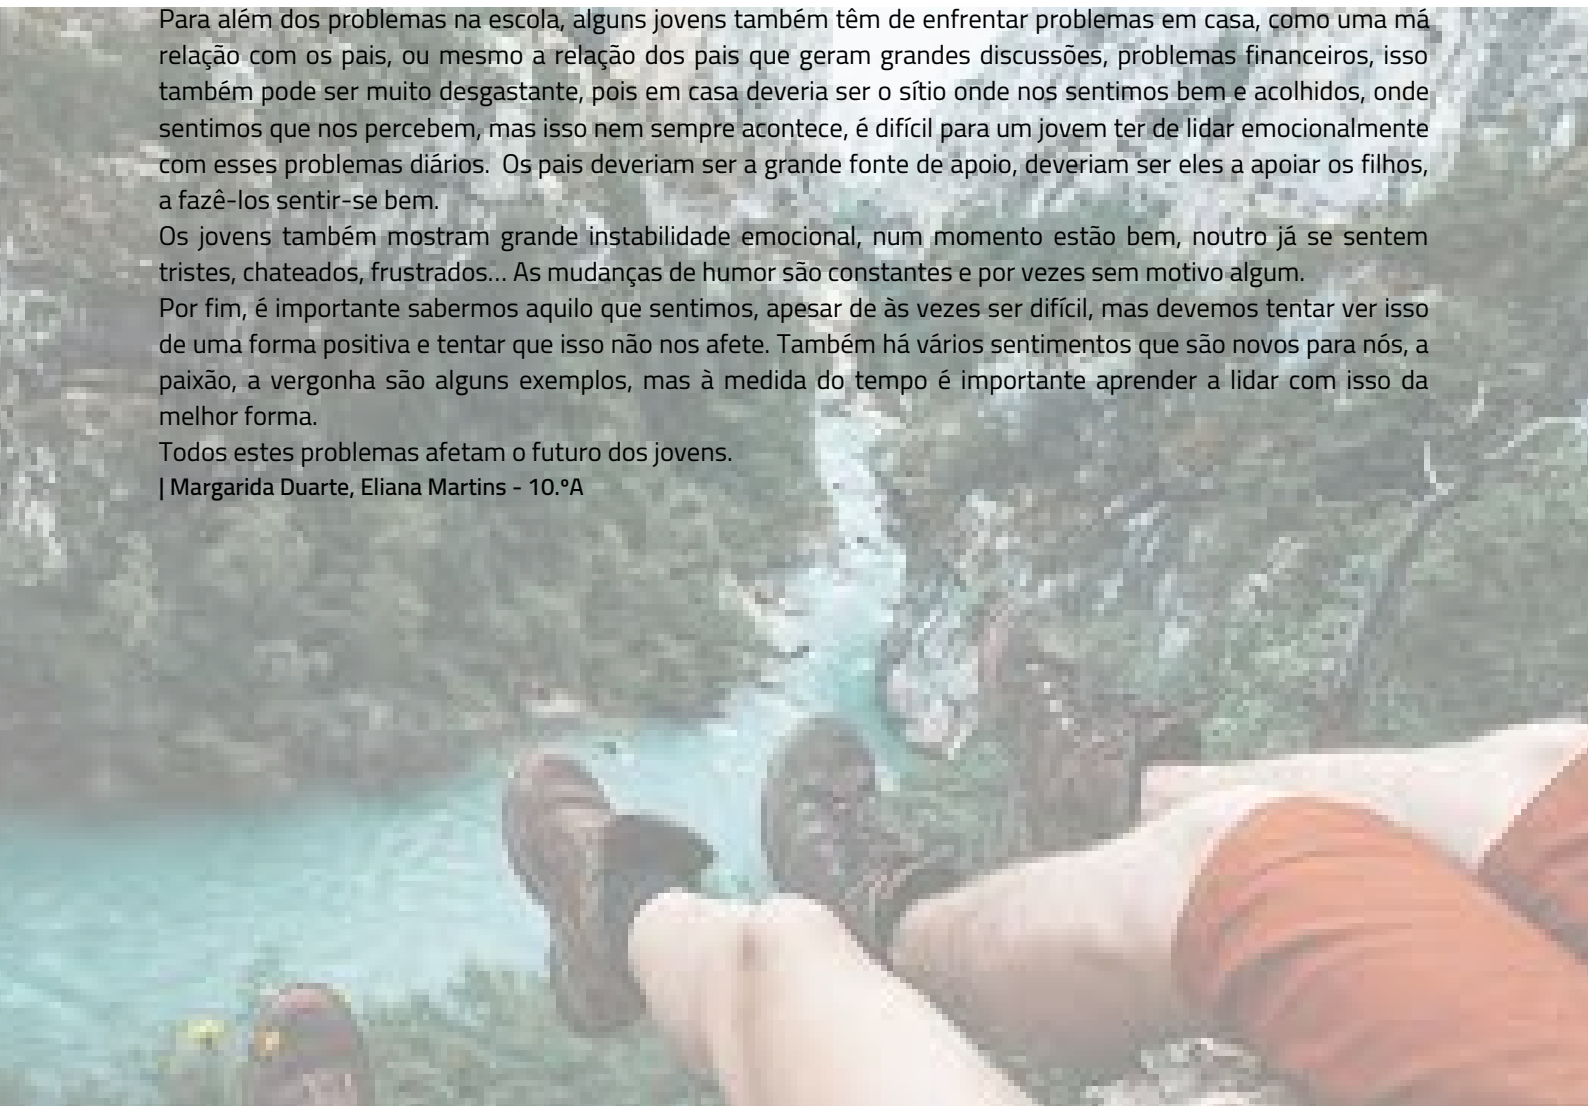 Para além dos problemas na escola, alguns jovens também têm de enfrentar problemas em casa, como uma má
relação com os pais, ou mesmo a relação dos pais que geram grandes discussões, problemas financeiros, isso
também pode ser muito desgastante, pois em casa deveria ser o sítio onde nos sentimos bem e acolhidos, onde
sentimos que nos percebem, mas isso nem sempre acontece, é difícil para um jovem ter de lidar emocionalmente
com esses problemas diários. Os pais deveriam ser a grande fonte de apoio, deveriam ser eles a apoiar os filhos,
a fazê-los sentir-se bem.
Os jovens também mostram grande instabilidade emocional, num momento estão bem, noutro já se sentem
tristes, chateados, frustrados... As mudanças de humor são constantes e por vezes sem motivo algum.
Por fim, é importante sabermos aquilo que sentimos, apesar de às vezes ser difícil, mas devemos tentar ver isso
de uma forma positiva e tentar que isso não nos afete. Também há vários sentimentos que são novos para nós, a
paixão, a vergonha são alguns exemplos, mas à medida do tempo é importante aprender a lidar com isso da
melhor forma.
Todos estes problemas afetam o futuro dos jovens.
| Margarida Duarte, Eliana Martins - 10.ºA